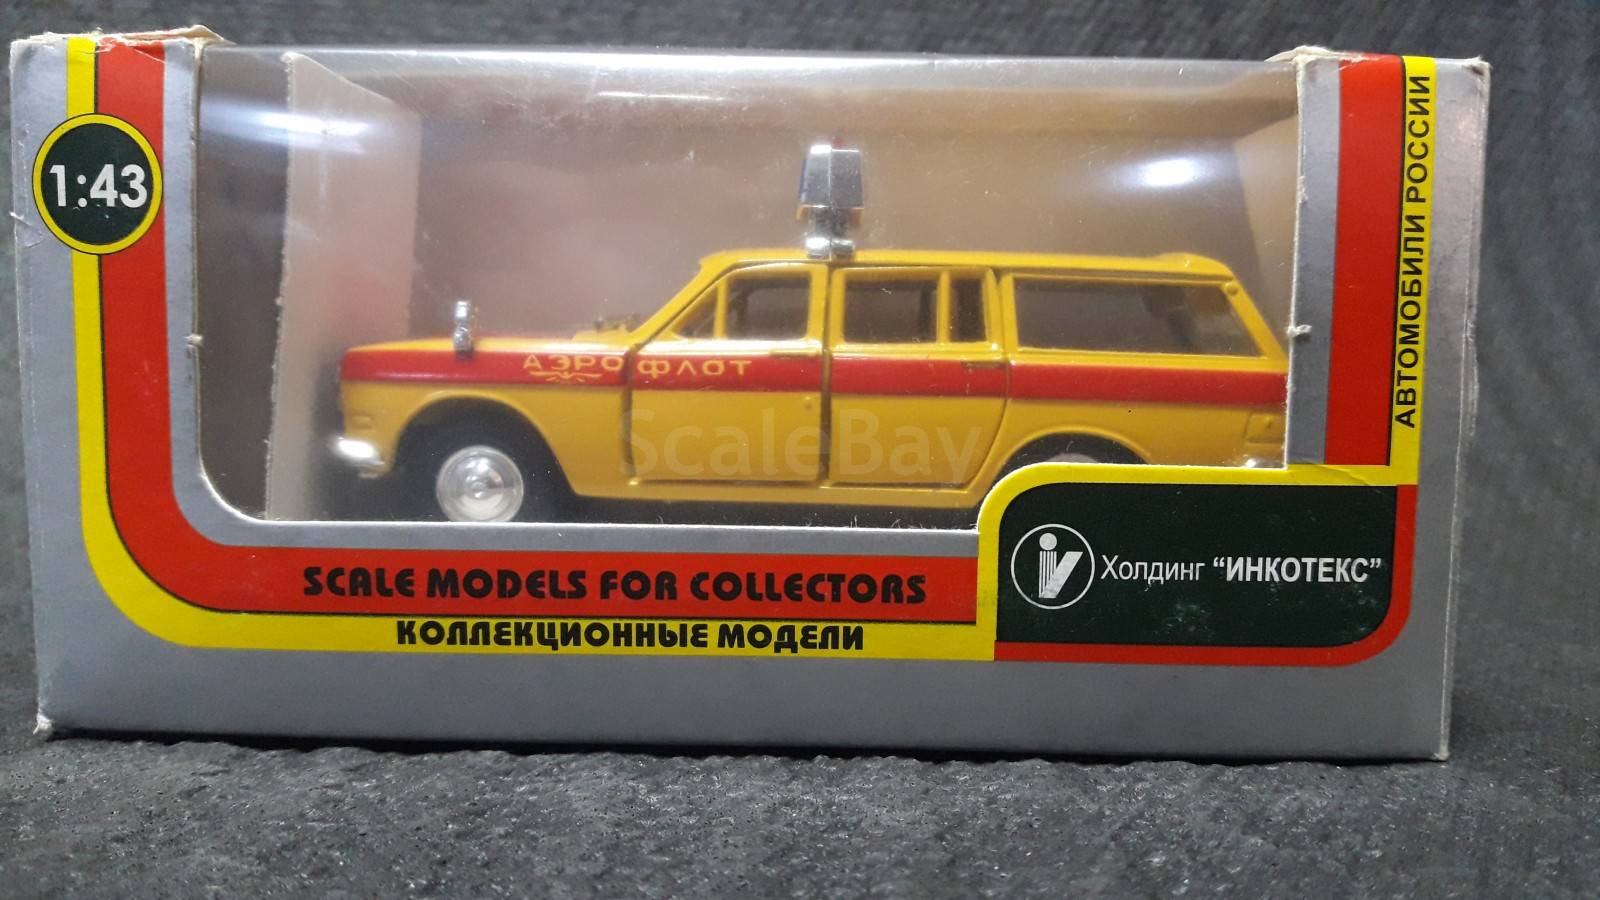 1:43
АВТОМОБИЛИ РОССИИ
АЭРОФЛОТ
ScaleBay
Холдинг "ИНКОТЕКС"
SCALE MODELS FOR COLLECTORS
КОЛЛЕКЦИОННЫЕ МОДЕЛИ